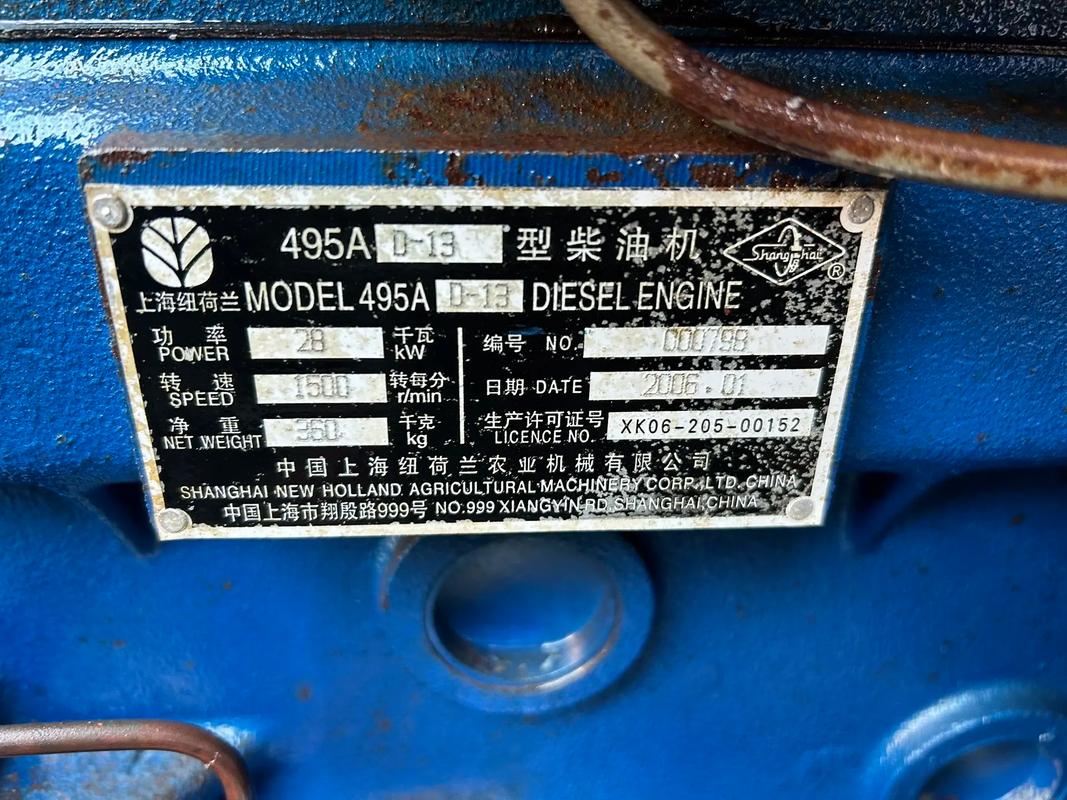 495A D-13 型柴油机
Shanghai ®
上海纽荷兰 MODEL 495A D-13 DIESEL ENGINE
功率 POWER 28 千瓦 kW
编号 NO. 000798
转速 SPEED 1500 转每分 r/min
日期 DATE 2006.01
净重 NET WEIGHT 360 千克 kg
生产许可证号 LICENCE NO. XK06-205-00152
中国上海纽荷兰农业机械有限公司
SHANGHAI NEW HOLLAND AGRICULTURAL MACHINERY CORP.,LTD. CHINA
中国上海市翔殷路999号 NO.999 XIANGYIN RD,SHANGHAI,CHINA